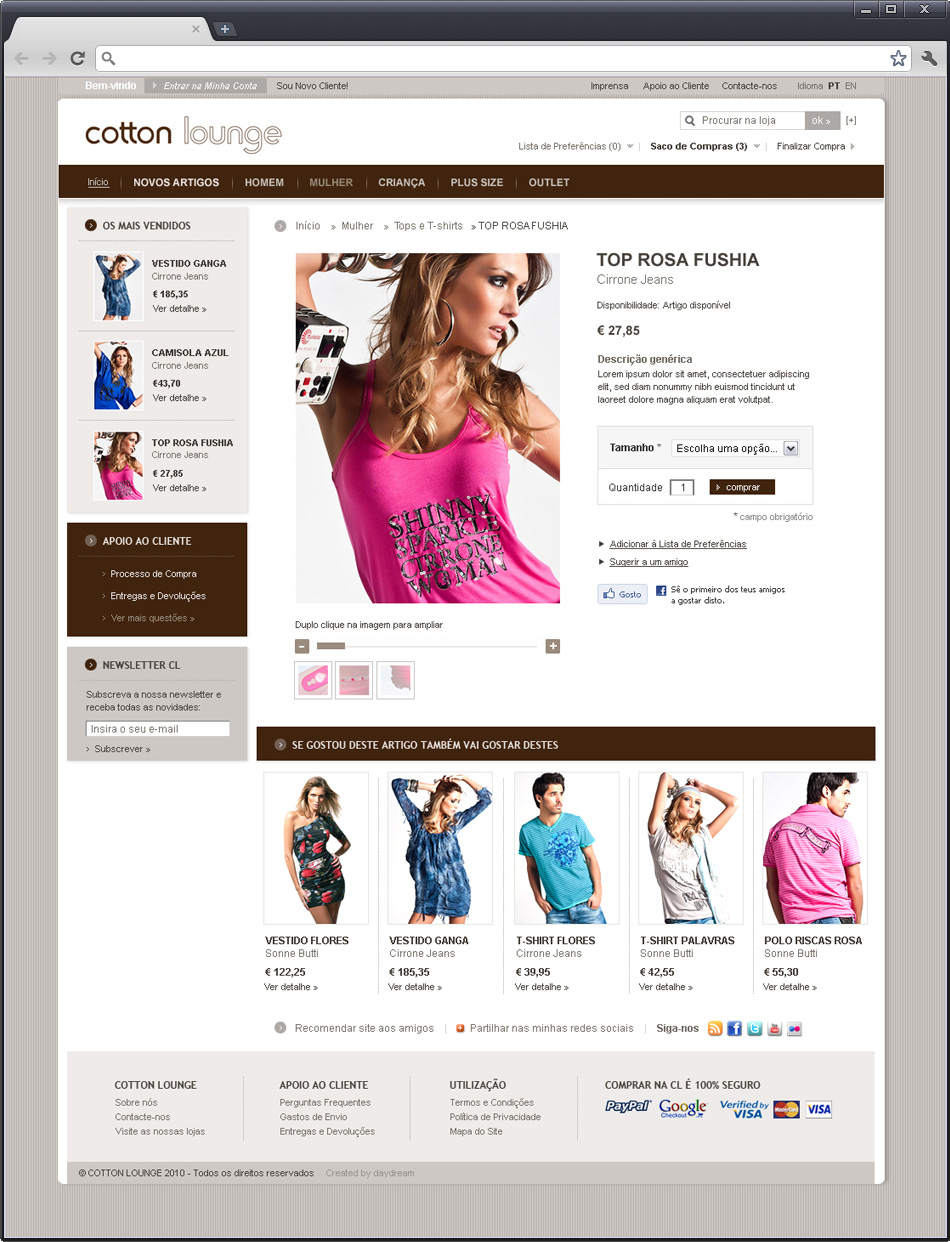 Bem-vindo Entrar na Minha Conta Sou Novo Cliente! Imprensa Apoio ao Cliente Contacte-nos Idioma PT EN
cotton lounge
Procurar na loja ok » [+]
Lista de Preferências (0) Saco de Compras (3) Finalizar Compra
Início NOVOS ARTIGOS HOMEM MULHER CRIANÇA PLUS SIZE OUTLET
OS MAIS VENDIDOS
VESTIDO GANGA
Cirrone Jeans
€ 185,35
Ver detalhe »
CAMISOLA AZUL
Cirrone Jeans
€43,70
Ver detalhe »
TOP ROSA FUSHIA
Cirrone Jeans
€ 27,85
Ver detalhe »
APOIO AO CLIENTE
› Processo de Compra
› Entregas e Devoluções
› Ver mais questões »
NEWSLETTER CL
Subscreva a nossa newsletter e
receba todas as novidades:
Insira o seu e-mail
› Subscrever »
Início » Mulher » Tops e T-shirts » TOP ROSA FUSHIA
SHINNY
SPARKLE
CIRRONE
WOMAN
Duplo clique na imagem para ampliar
- +
TOP ROSA FUSHIA
Cirrone Jeans
Disponibilidade: Artigo disponível
€ 27,85
Descrição genérica
Lorem ipsum dolor sit amet, consectetuer adipiscing
elit, sed diam nonummy nibh euismod tincidunt ut
laoreet dolore magna aliquam erat volutpat.
Tamanho * Escolha uma opção...
Quantidade 1 comprar
* campo obrigatório
Adicionar á Lista de Preferências
Sugerir a um amigo
Gosto Sê o primeiro dos teus amigos
a gostar disto.
SE GOSTOU DESTE ARTIGO TAMBÉM VAI GOSTAR DESTES
VESTIDO FLORES
Sonne Butti
€ 122,25
Ver detalhe »
VESTIDO GANGA
Cirrone Jeans
€ 185,35
Ver detalhe »
T-SHIRT FLORES
Cirrone Jeans
€ 39,95
Ver detalhe »
T-SHIRT PALAVRAS
Sonne Butti
€ 42,55
Ver detalhe »
POLO RISCAS ROSA
Sonne Butti
€ 55,30
Ver detalhe »
Recomendar site aos amigos Partilhar nas minhas redes sociais Siga-nos
COTTON LOUNGE
Sobre nós
Contacte-nos
Visite as nossas lojas
APOIO AO CLIENTE
Perguntas Frequentes
Gastos de Envio
Entregas e Devoluções
UTILIZAÇÃO
Termos e Condições
Política de Privacidade
Mapa do Site
COMPRAR NA CL É 100% SEGURO
PayPal Google Checkout Verified by VISA MasterCard VISA
© COTTON LOUNGE 2010 - Todos os direitos reservados Created by daydream